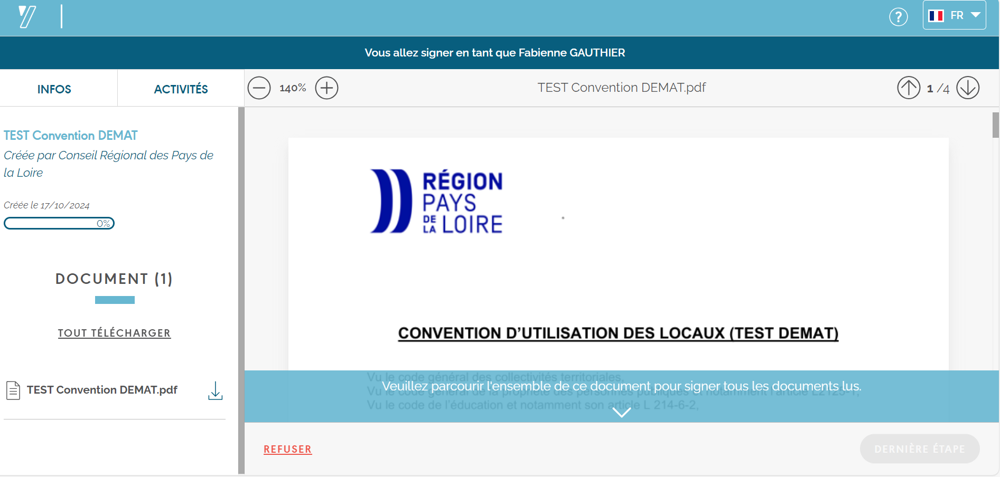 ?
FR
Vous allez signer en tant que Fabienne GAUTHIER
INFOS
ACTIVITÉS
140%
TEST Convention DEMAT.pdf
1 /4
TEST Convention DEMAT
Créée par Conseil Régional des Pays de
la Loire
Créée le 17/10/2024
0%
DOCUMENT (1)
TOUT TÉLÉCHARGER
TEST Convention DEMAT.pdf
RÉGION
PAYS
DE LA LOIRE
CONVENTION D'UTILISATION DES LOCAUX (TEST DEMAT)
Vu le code général des collectivités territoriales,
Veuillez parcourir l'ensemble de ce document pour signer tous les documents lus.
Vu le code général de la propriété des personnes publiques et notamment l'article L2125-1,
Vu le code de l'éducation et notamment son article L 214-6-2,
REFUSER
DERNIÈRE ÉTAPE